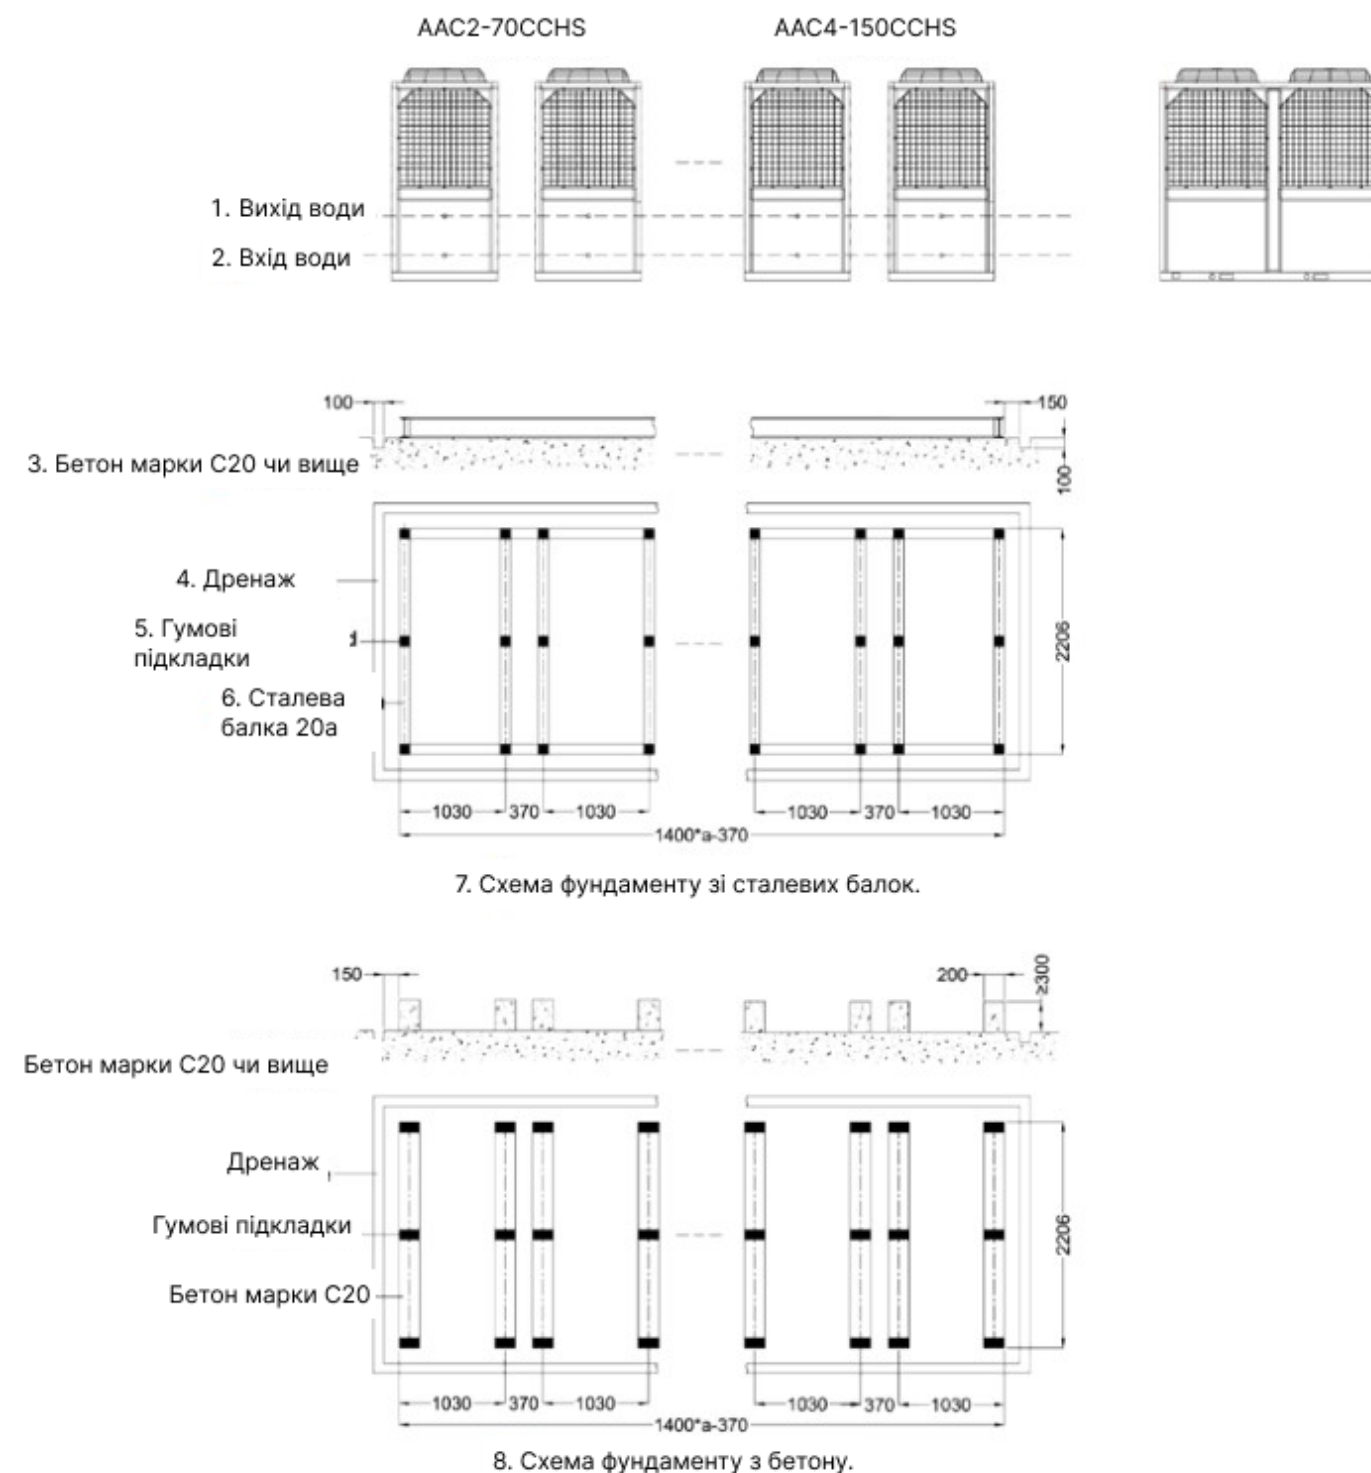 AAC2-70CCHS AAC4-150CCHS
1. Вихід води
2. Вхід води
100 150
3. Бетон марки С20 чи вище
100
4. Дренаж
5. Гумові
підкладки
2206
6. Сталева
балка 20а
1030 370 1030 1030 370 1030
1400*a-370
7. Схема фундаменту зі сталевих балок.
150 200 ≥300
Бетон марки С20 чи вище
Дренаж
Гумові підкладки
2206
Бетон марки С20
1030 370 1030 1030 370 1030
1400*a-370
8. Схема фундаменту з бетону.